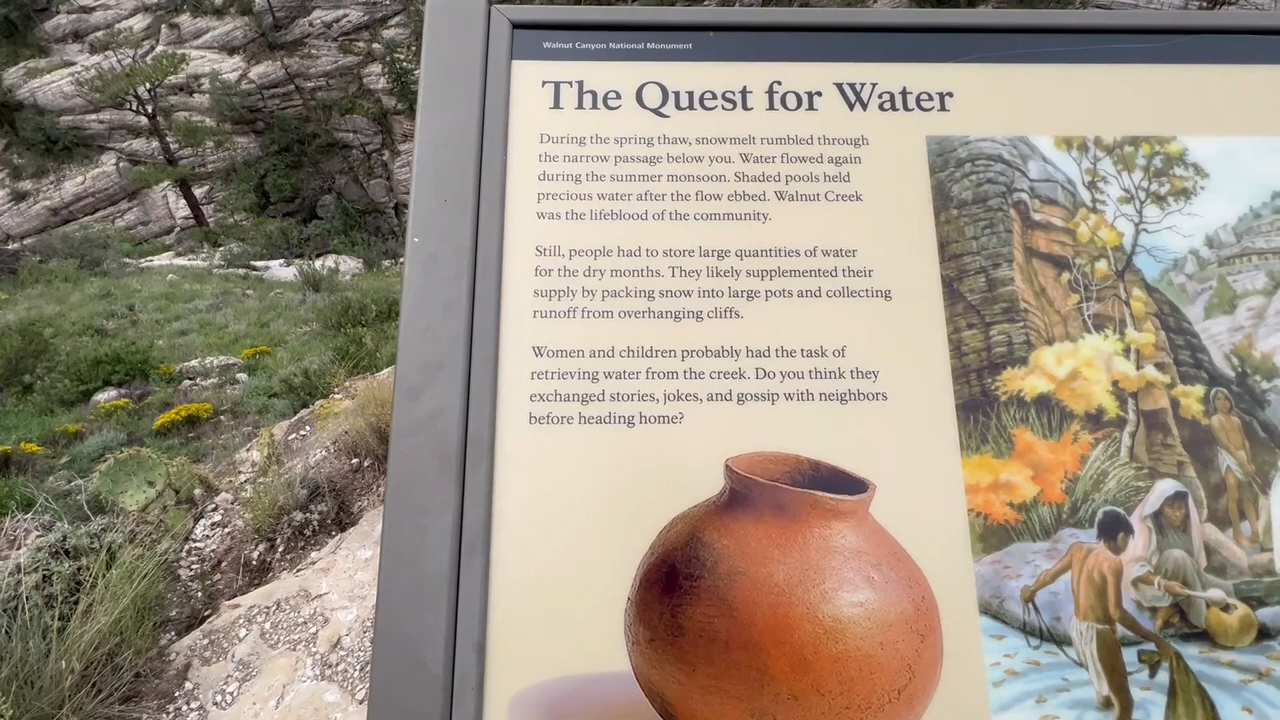 Walnut Canyon National Monument
The Quest for Water
During the spring thaw, snowmelt rumbled through
the narrow passage below you. Water flowed again
during the summer monsoon. Shaded pools held
precious water after the flow ebbed. Walnut Creek
was the lifeblood of the community.
Still, people had to store large quantities of water
for the dry months. They likely supplemented their
supply by packing snow into large pots and collecting
runoff from overhanging cliffs.
Women and children probably had the task of
retrieving water from the creek. Do you think they
exchanged stories, jokes, and gossip with neighbors
before heading home?